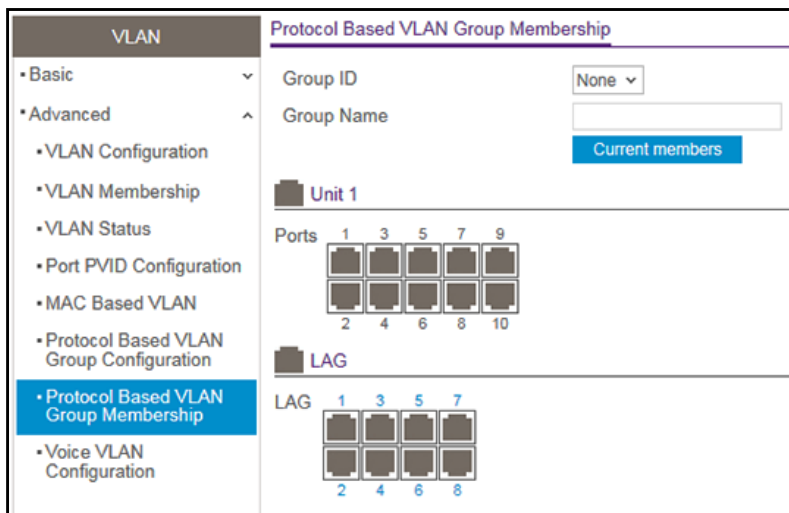 VLAN
Basic
Advanced
VLAN Configuration
VLAN Membership
VLAN Status
Port PVID Configuration
MAC Based VLAN
Protocol Based VLAN
Group Configuration
Protocol Based VLAN
Group Membership
Voice VLAN
Configuration
Protocol Based VLAN Group Membership
Group ID
None
Group Name
Current members
Unit 1
Ports 1 3 5 7 9
2 4 6 8 10
LAG
LAG 1 3 5 7
2 4 6 8